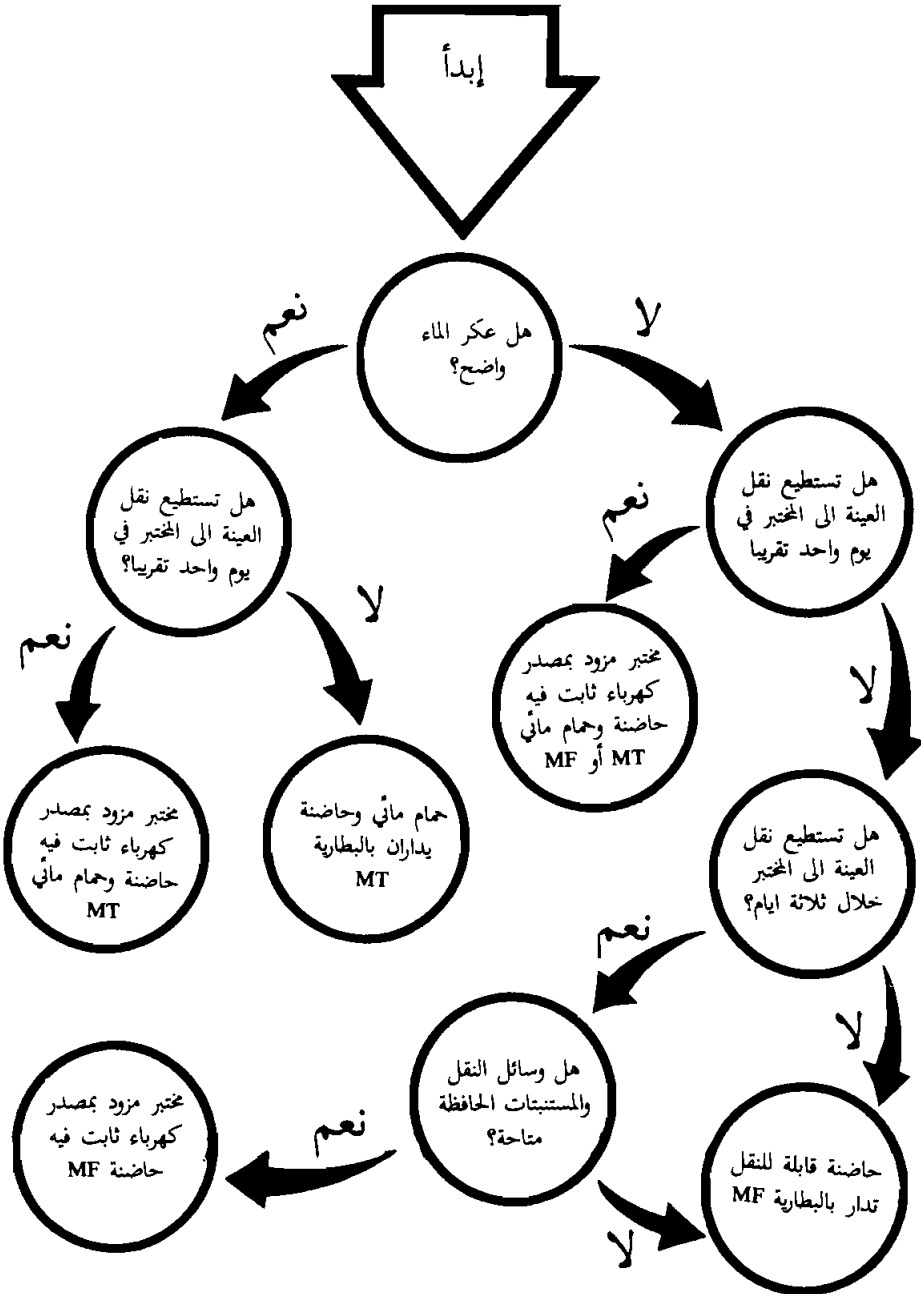 إبدأ
هل عكر الماء
واضح؟
نعم
لا
هل تستطيع نقل
العينة الى المختبر في
يوم واحد تقريبا؟
هل تستطيع نقل
العينة الى المختبر في
يوم واحد تقريبا
نعم
لا
نعم
لا
مختبر مزود بمصدر
كهرباء ثابت فيه
حاضنة وحمام مائي
MT أو MF
حمام مائي وحاضنة
يداران بالبطارية
MT
مختبر مزود بمصدر
كهرباء ثابت فيه
حاضنة وحمام مائي
MT
هل تستطيع نقل
العينة الى المختبر
خلال ثلاثة ايام؟
نعم
لا
هل وسائل النقل
والمستنبتات الحافظة
متاحة؟
نعم
لا
مختبر مزود بمصدر
كهرباء ثابت فيه
حاضنة MF
حاضنة قابلة للنقل
تدار بالبطارية MF